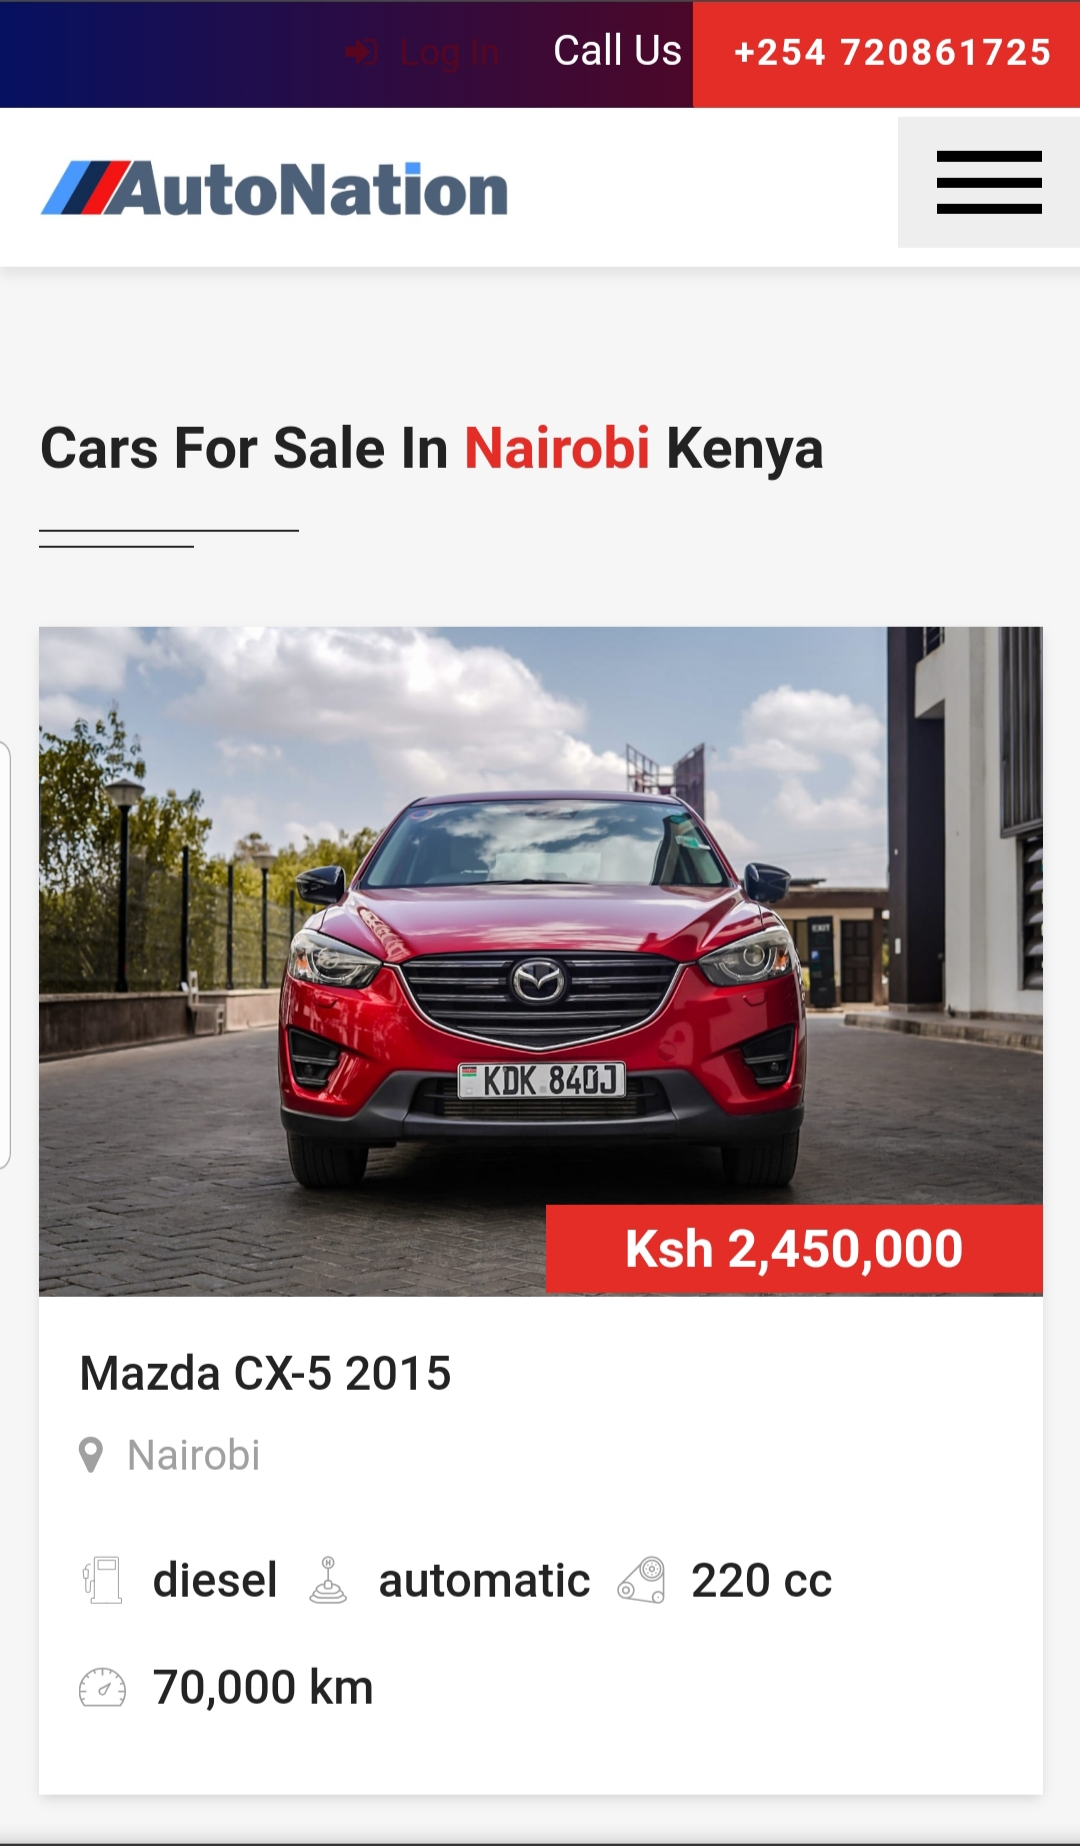 Log In Call Us +254 720861725
AutoNation
Cars For Sale In Nairobi Kenya
EXIT
KDK 840J
Ksh 2,450,000
Mazda CX-5 2015
Nairobi
diesel H automatic 220 cc
70,000 km